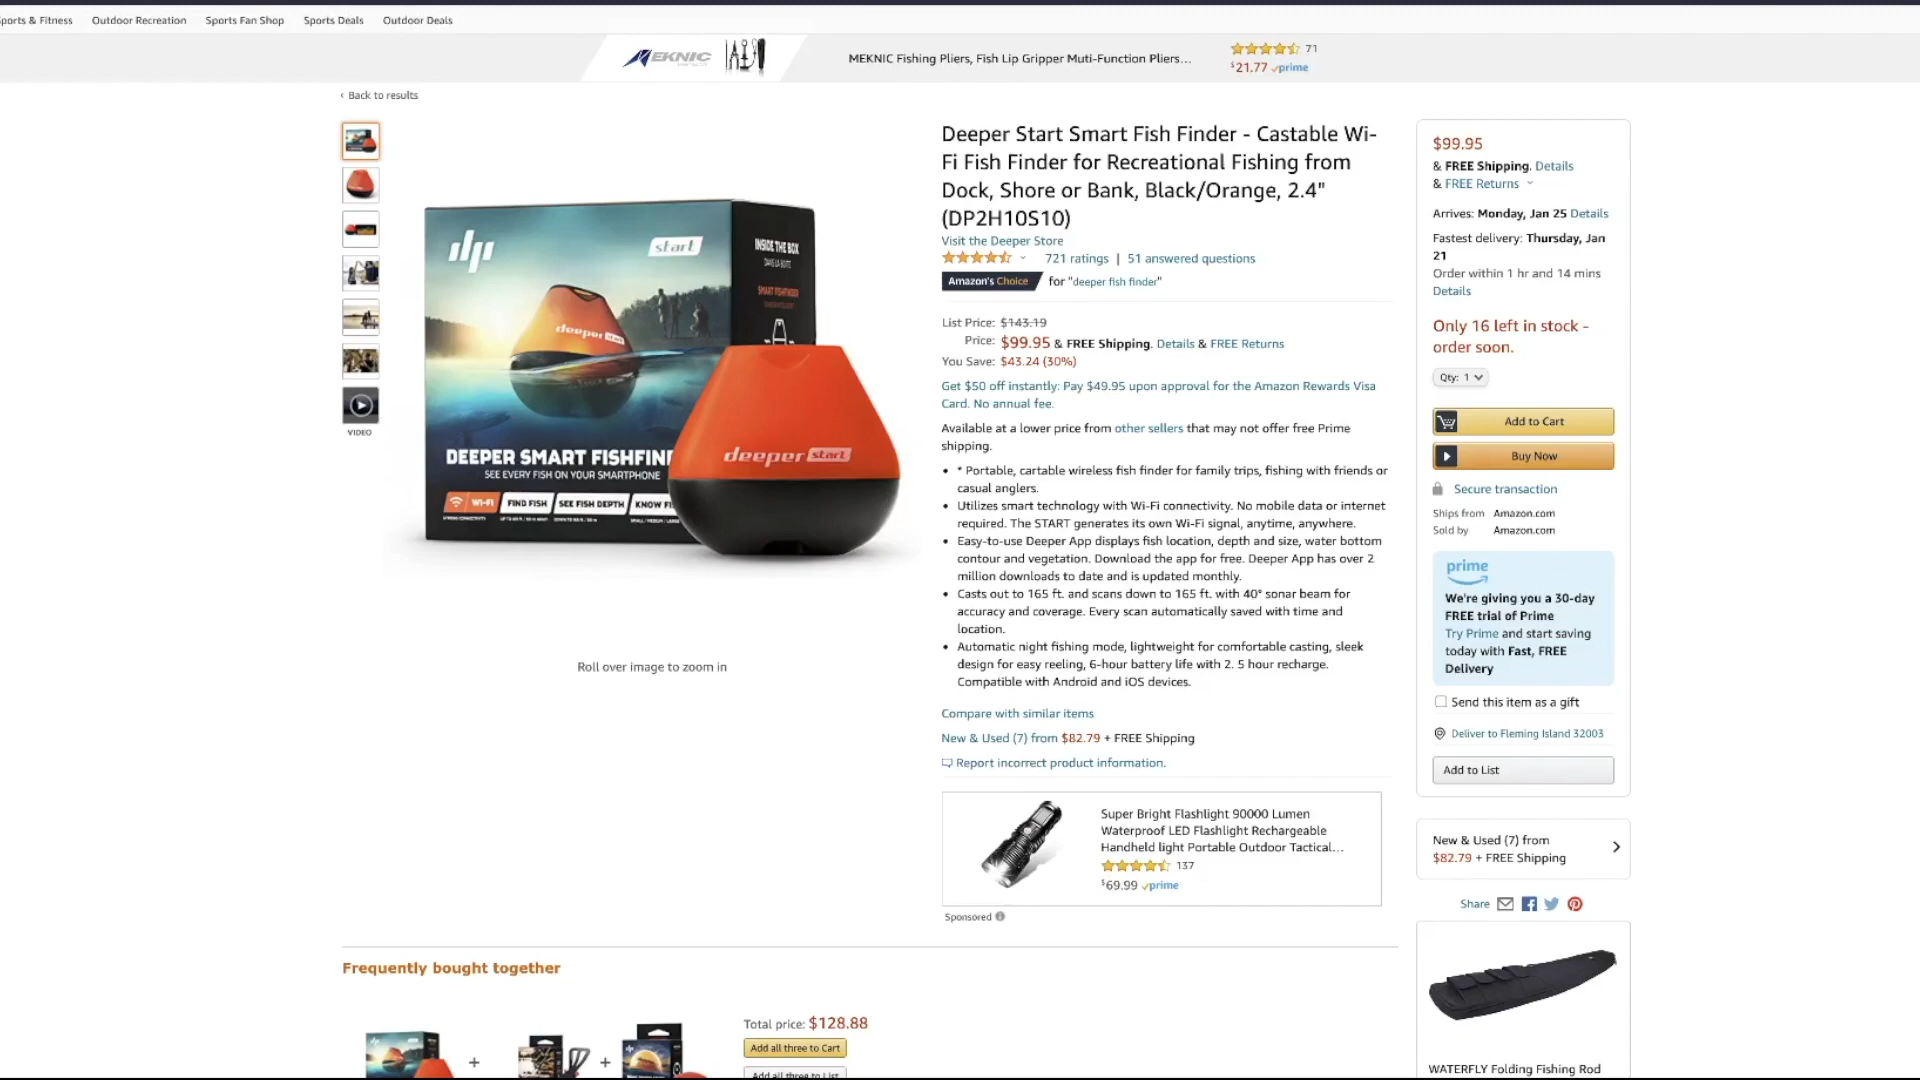 ports & Fitness Outdoor Recreation Sports Fan Shop Sports Deals Outdoor Deals
MEKNIC
MEKNIC Fishing Pliers, Fish Lip Gripper Muti-Function Pliers...
71
$21.77 prime
‹ Back to results
VIDEO
start
INSIDE THE BOX
DANS LA BOITE
SMART FISHFINDER
deeper start
DEEPER SMART FISHFIN
SEE EVERY FISH ON YOUR SMARTPHONE
WI-FI FIND FISH SEE FISH DEPTH KNOW FI
deeper start
Roll over image to zoom in
Deeper Start Smart Fish Finder - Castable Wi-
Fi Fish Finder for Recreational Fishing from
Dock, Shore or Bank, Black/Orange, 2.4"
(DP2H10S10)
Visit the Deeper Store
721 ratings | 51 answered questions
Amazon's Choice for "deeper fish finder"
List Price: $143.19
Price: $99.95 & FREE Shipping. Details & FREE Returns
You Save: $43.24 (30%)
Get $50 off instantly: Pay $49.95 upon approval for the Amazon Rewards Visa
Card. No annual fee.
Available at a lower price from other sellers that may not offer free Prime
shipping.
• * Portable, cartable wireless fish finder for family trips, fishing with friends or
casual anglers.
• Utilizes smart technology with Wi-Fi connectivity. No mobile data or internet
required. The START generates its own Wi-Fi signal, anytime, anywhere.
• Easy-to-use Deeper App displays fish location, depth and size, water bottom
contour and vegetation. Download the app for free. Deeper App has over 2
million downloads to date and is updated monthly.
• Casts out to 165 ft. and scans down to 165 ft. with 40° sonar beam for
accuracy and coverage. Every scan automatically saved with time and
location.
• Automatic night fishing mode, lightweight for comfortable casting, sleek
design for easy reeling, 6-hour battery life with 2. 5 hour recharge.
Compatible with Android and iOS devices.
Compare with similar items
New & Used (7) from $82.79 + FREE Shipping
Report incorrect product information.
Super Bright Flashlight 90000 Lumen
Waterproof LED Flashlight Rechargeable
Handheld light Portable Outdoor Tactical...
137
$69.99 prime
Sponsored
$99.95
& FREE Shipping. Details
& FREE Returns
Arrives: Monday, Jan 25 Details
Fastest delivery: Thursday, Jan
21
Order within 1 hr and 14 mins
Details
Only 16 left in stock -
order soon.
Qty: 1
Add to Cart
Buy Now
Secure transaction
Ships from Amazon.com
Sold by Amazon.com
prime
We're giving you a 30-day
FREE trial of Prime
Try Prime and start saving
today with Fast, FREE
Delivery
Send this item as a gift
Deliver to Fleming Island 32003
Add to List
New & Used (7) from
$82.79 + FREE Shipping
Share
WATERFLY Folding Fishing Rod
Frequently bought together
+ +
Total price: $128.88
Add all three to Cart
Add all three to List